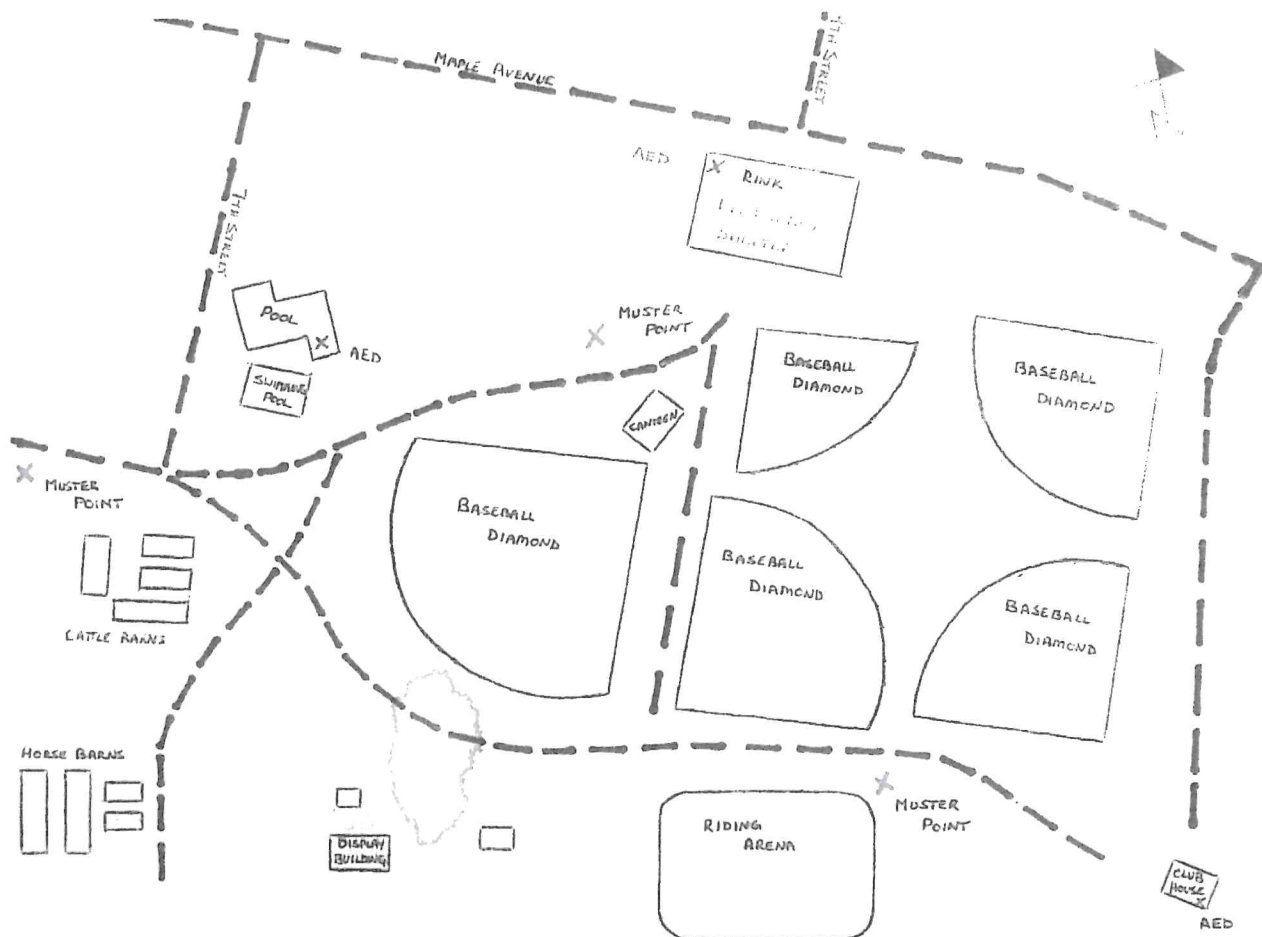 STREET
MAPLE AVENUE
AED
RINK
7TH STREET
POOL
AED
MUSTER
POINT
SWIMMING
POOL
BASEBALL
DIAMOND
BASEBALL
DIAMOND
CANTEEN
MUSTER
POINT
BASEBALL
DIAMOND
BASEBALL
DIAMOND
BASEBALL
DIAMOND
CATTLE BARNS
HORSE BARNS
DISPLAY
BUILDING
RIDING
ARENA
MUSTER
POINT
CLUB
HOUSE
AED